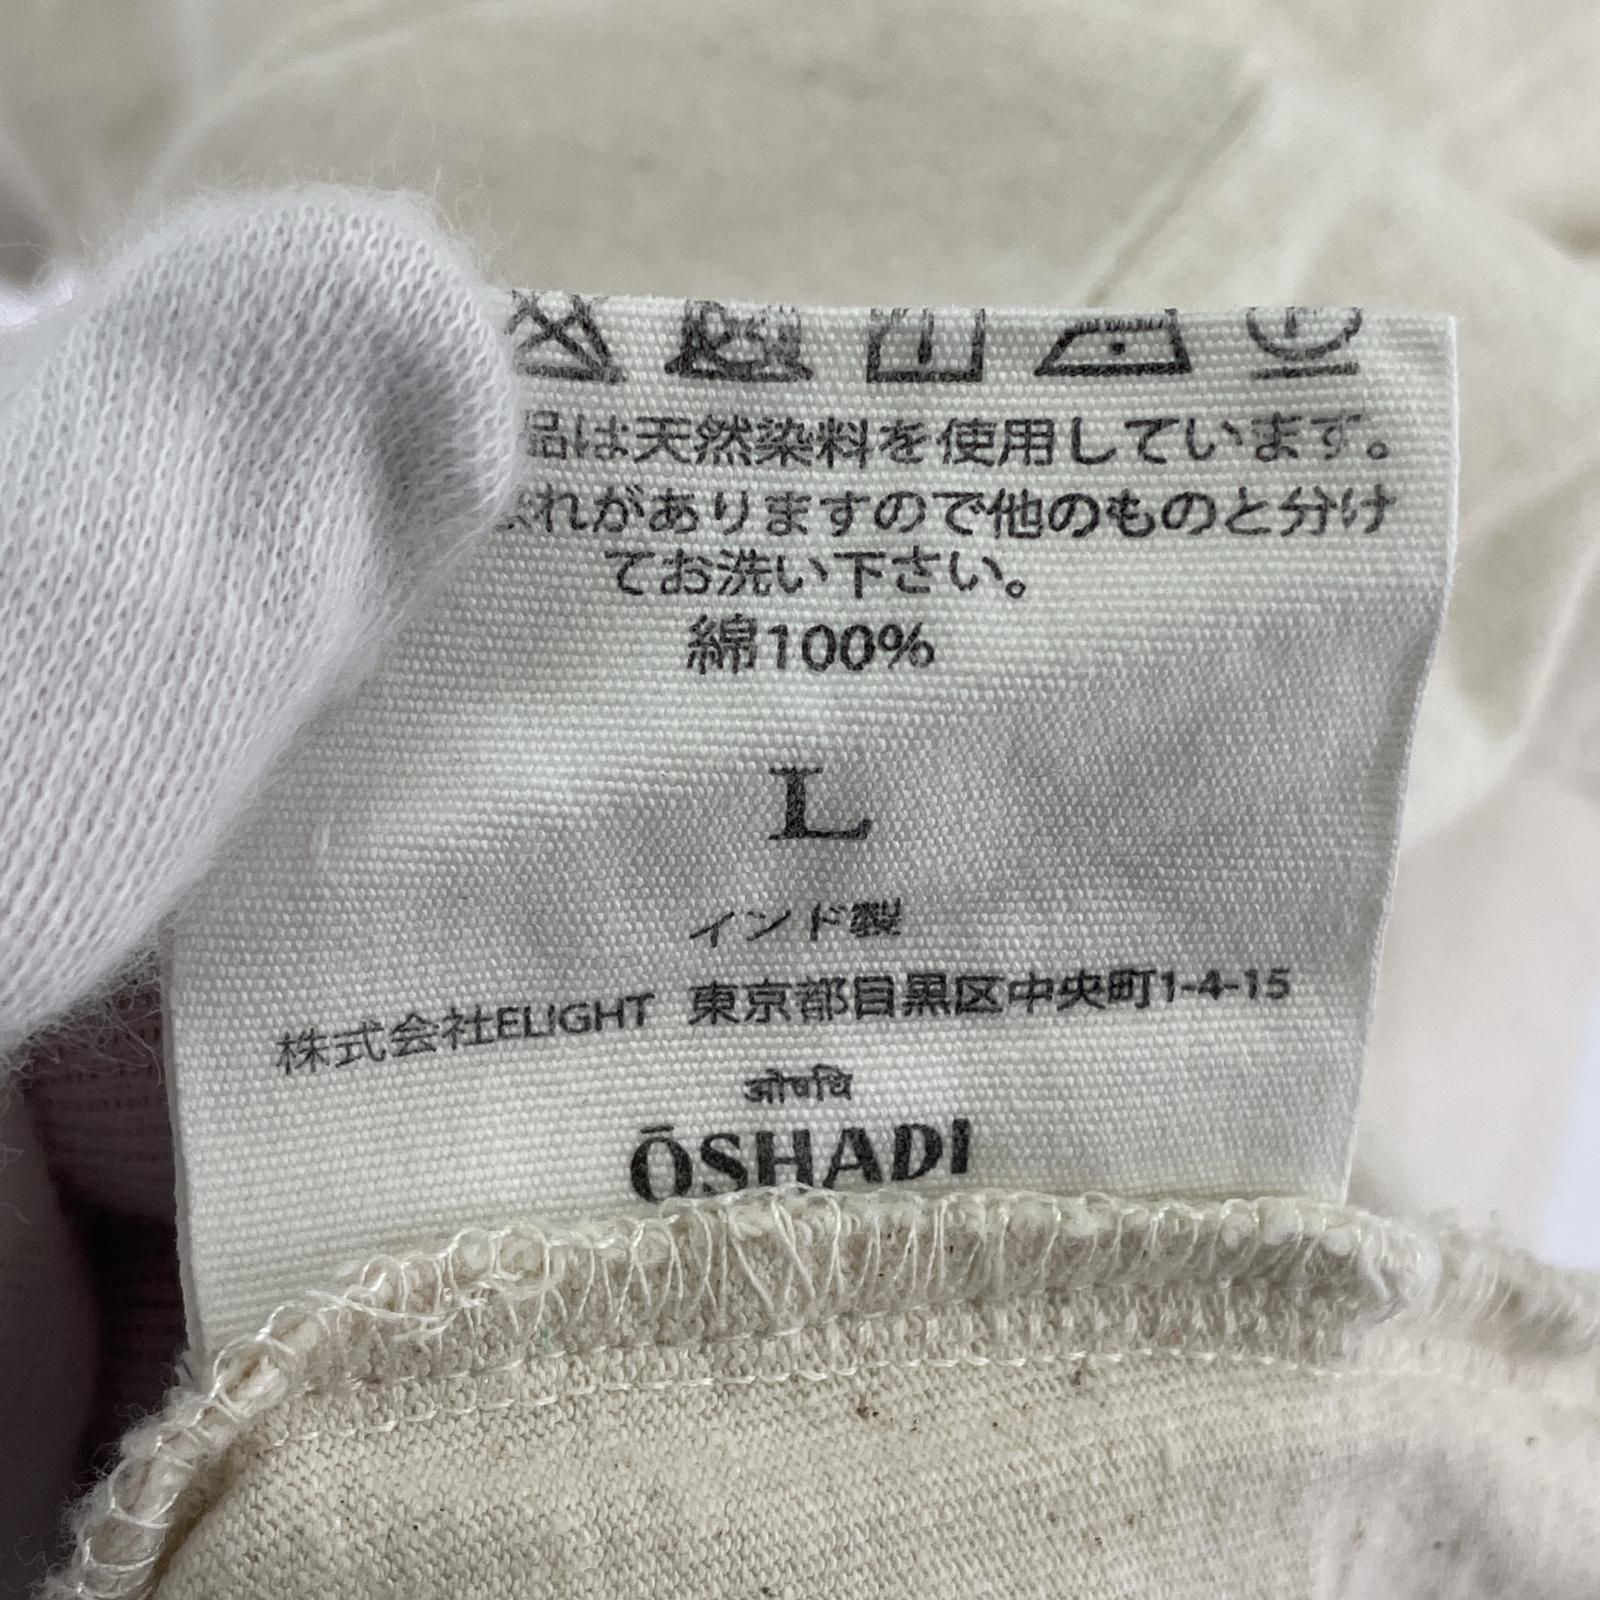 品は天然染料を使用しています。
れがありますので他のものと分け
てお洗い下さい。
綿100%
L
インド製
株式会社ELIGHT 東京都目黒区中央町1-4-15
ओषधि
ŌSHADI